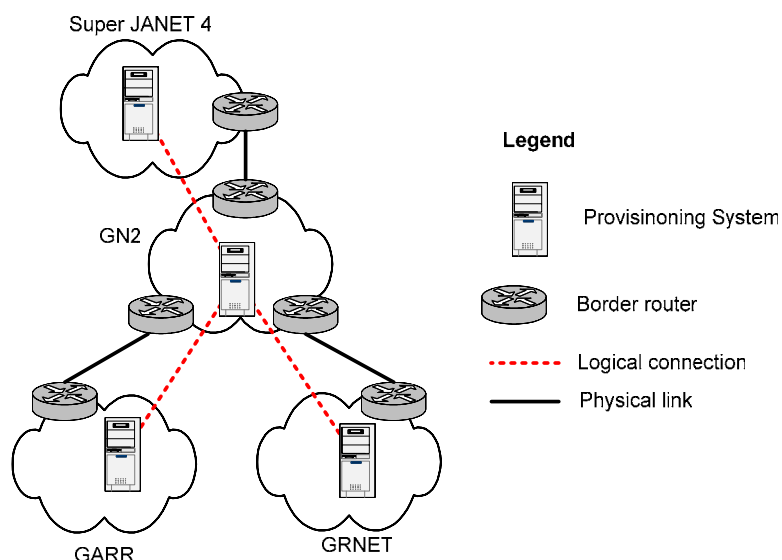 Super JANET 4
Legend
Provisinoning System
GN2
Border router
Logical connection
Physical link
GARR
GRNET